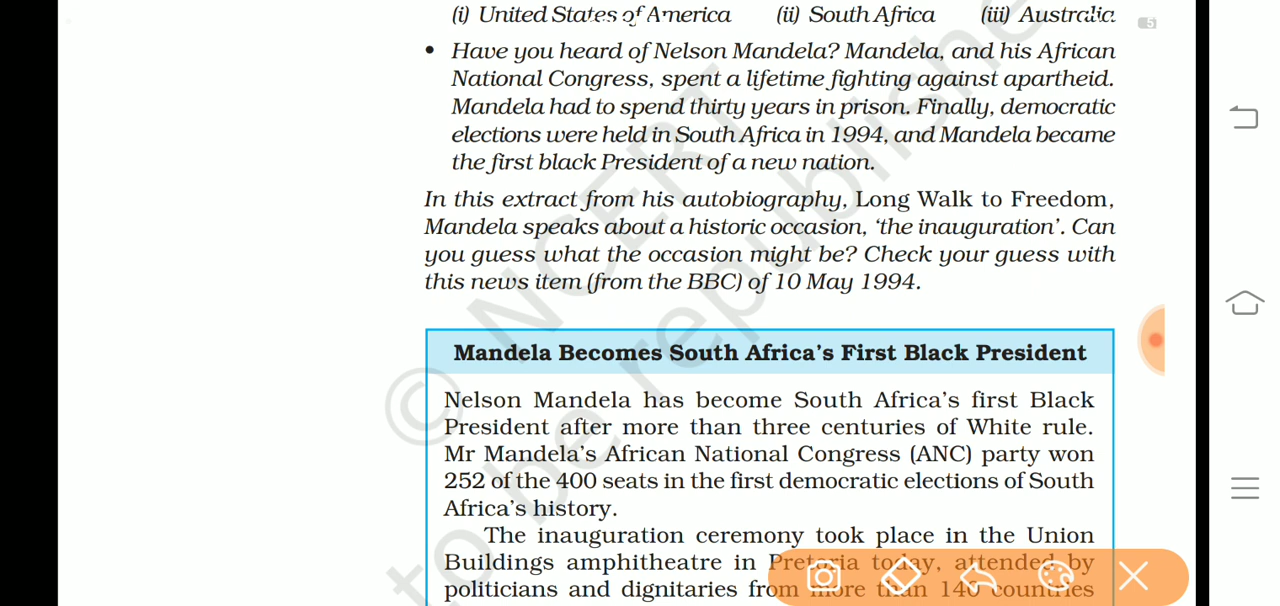 (i) United States of America (ii) South Africa (iii) Australia
5
• Have you heard of Nelson Mandela? Mandela, and his African
National Congress, spent a lifetime fighting against apartheid.
Mandela had to spend thirty years in prison. Finally, democratic
elections were held in South Africa in 1994, and Mandela became
the first black President of a new nation.
In this extract from his autobiography, Long Walk to Freedom,
Mandela speaks about a historic occasion, ‘the inauguration’. Can
you guess what the occasion might be? Check your guess with
this news item (from the BBC) of 10 May 1994.
Mandela Becomes South Africa’s First Black President
Nelson Mandela has become South Africa’s first Black
President after more than three centuries of White rule.
Mr Mandela’s African National Congress (ANC) party won
252 of the 400 seats in the first democratic elections of South
Africa’s history.
The inauguration ceremony took place in the Union
Buildings amphitheatre in Pretoria today, attended by
politicians and dignitaries from more than 140 countries
© NCERT
to be republished